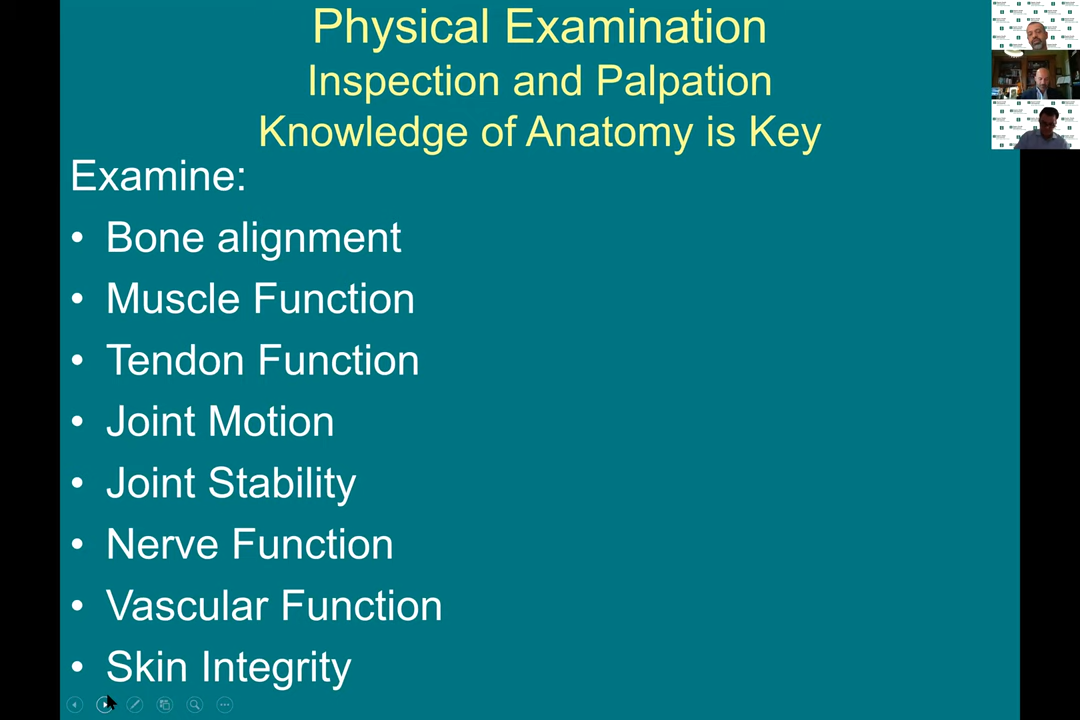 Physical Examination
Inspection and Palpation
Knowledge of Anatomy is Key
Examine:
• Bone alignment
• Muscle Function
• Tendon Function
• Joint Motion
• Joint Stability
• Nerve Function
• Vascular Function
• Skin Integrity